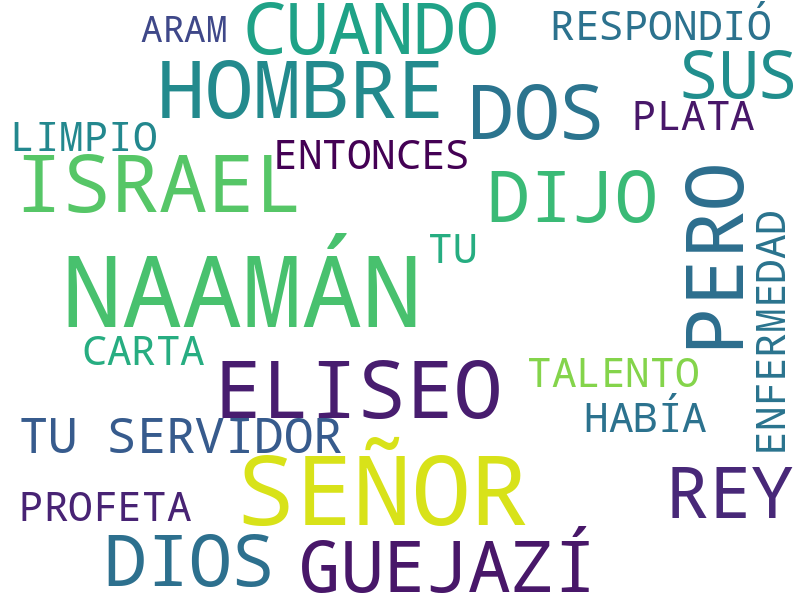 ARAM
CUANDO
RESPONDIÓ
HOMBRE
SUS
DOS
PLATA
LIMPIO
ENTONCES
ISRAEL
DIJO
PERO
NAAMÁN
TU
ENFERMEDAD
CARTA
ELISEO
TALENTO
HABÍA
TU SERVIDOR
SEÑOR
REY
PROFETA
DIOS
GUEJAZÍ